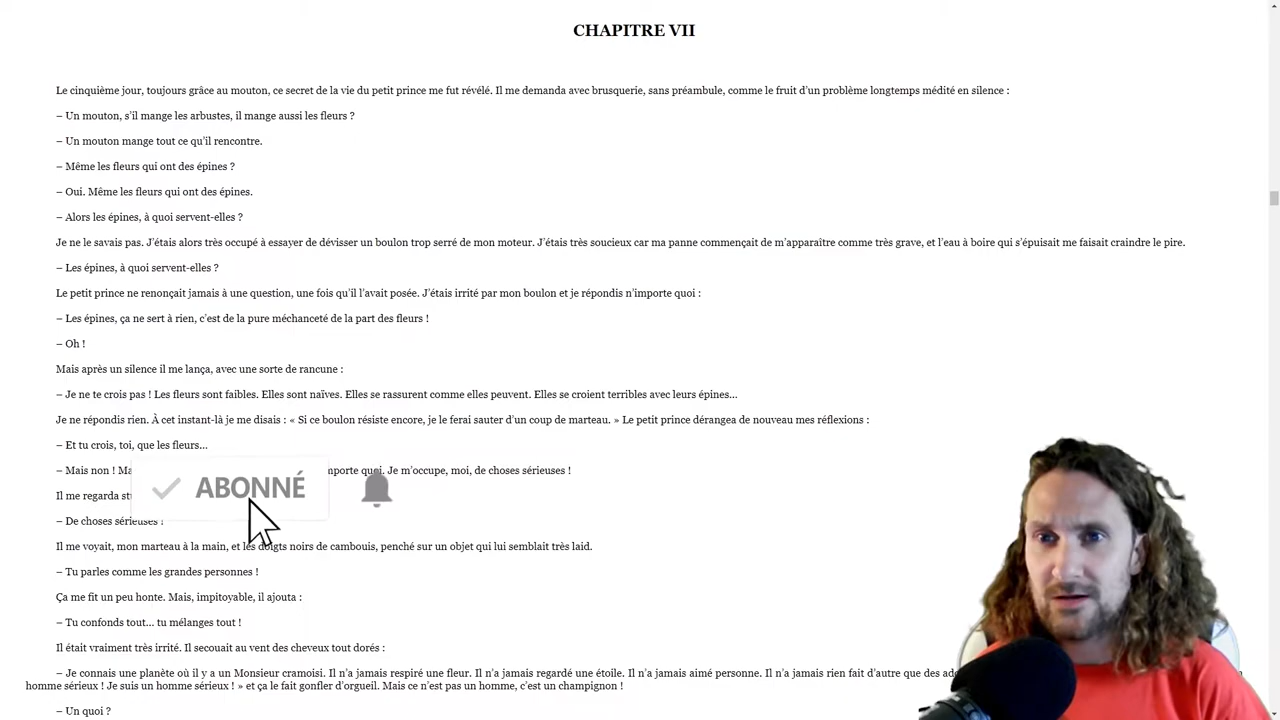 CHAPITRE VII
Le cinquième jour, toujours grâce au mouton, ce secret de la vie du petit prince me fut révélé. Il me demanda avec brusquerie, sans préambule, comme le fruit d’un problème longtemps médité en silence :
– Un mouton, s’il mange les arbustes, il mange aussi les fleurs ?
– Un mouton mange tout ce qu’il rencontre.
– Même les fleurs qui ont des épines ?
– Oui. Même les fleurs qui ont des épines.
– Alors les épines, à quoi servent-elles ?
Je ne le savais pas. J’étais alors très occupé à essayer de dévisser un boulon trop serré de mon moteur. J’étais très soucieux car ma panne commençait de m’apparaître comme très grave, et l’eau à boire qui s’épuisait me faisait craindre le pire.
– Les épines, à quoi servent-elles ?
Le petit prince ne renonçait jamais à une question, une fois qu’il l’avait posée. J’étais irrité par mon boulon et je répondis n’importe quoi :
– Les épines, ça ne sert à rien, c’est de la pure méchanceté de la part des fleurs !
– Oh !
Mais après un silence il me lança, avec une sorte de rancune :
– Je ne te crois pas ! Les fleurs sont faibles. Elles sont naïves. Elles se rassurent comme elles peuvent. Elles se croient terribles avec leurs épines…
Je ne répondis rien. À cet instant-là je me disais : « Si ce boulon résiste encore, je le ferai sauter d’un coup de marteau. » Le petit prince dérangea de nouveau mes réflexions :
– Et tu crois, toi, que les fleurs…
– Mais non ! quoi. Je m’occupe, moi, de choses sérieuses !
ABONNÉ
Il me regarda
– De choses sérieuses !
Il me voyait, mon marteau à la main, et les doigts noirs de cambouis, penché sur un objet qui lui semblait très laid.
– Tu parles comme les grandes personnes !
Ça me fit un peu honte. Mais, impitoyable, il ajouta :
– Tu confonds tout… tu mélanges tout !
Il était vraiment très irrité. Il secouait au vent des cheveux tout dorés :
– Je connais une planète où il y a un Monsieur cramoisi. Il n’a jamais respiré une fleur. Il n’a jamais regardé une étoile. Il n’a jamais aimé personne. Il n’a jamais rien fait d’autre que des
homme sérieux ! Je suis un homme sérieux ! » et ça le fait gonfler d’orgueil. Mais ce n’est pas un homme, c’est un champignon !
– Un quoi ?